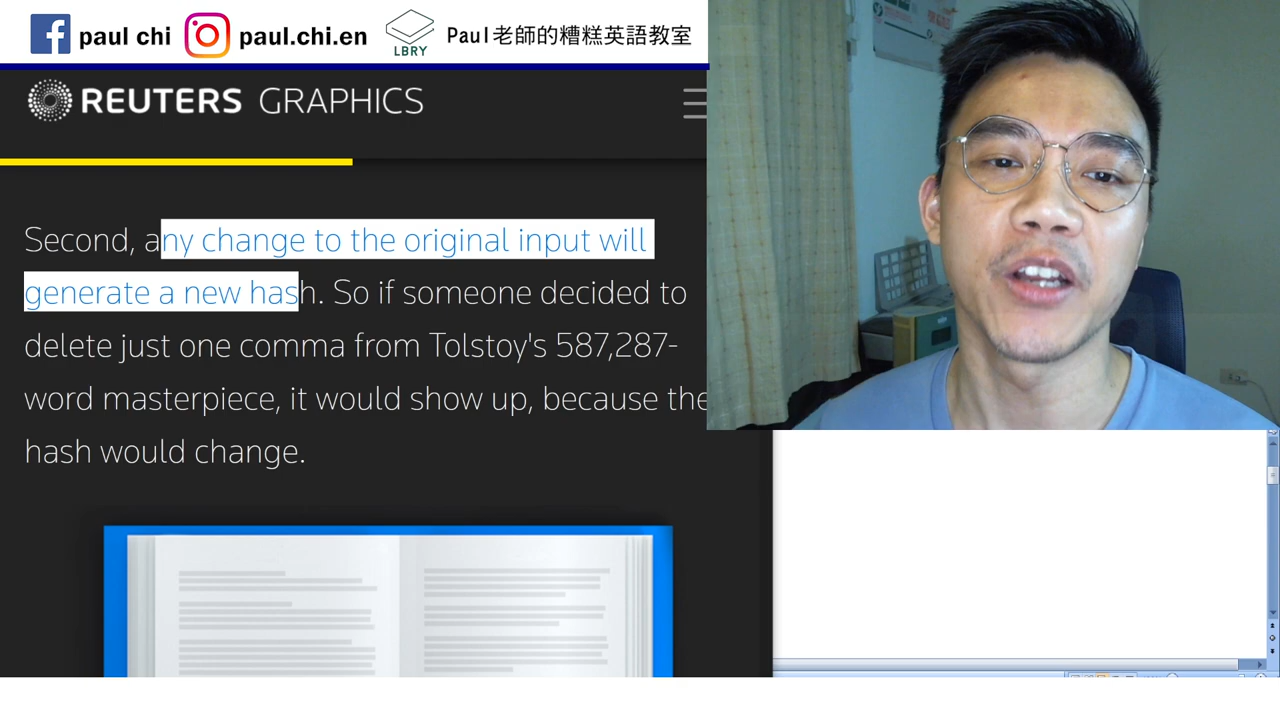 paul chi paul.chi.en LBRY Paul老師的糟糕英語教室
REUTERS GRAPHICS
Second, any change to the original input will
generate a new hash. So if someone decided to
delete just one comma from Tolstoy's 587,287-
word masterpiece, it would show up, because the
hash would change.